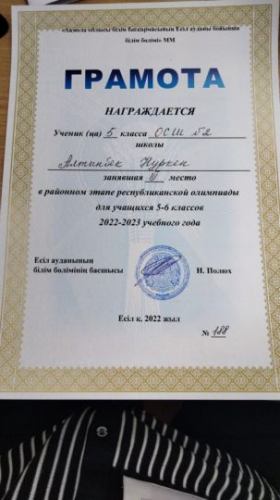 «Ақмола облысы білім басқармасының Есіл ауданы бойынша
білім бөлімі» ММ
ГРАМОТА
НАГРАЖДАЕТСЯ
Ученик (ца) 5 класса ОСШ №2
школы
Алтынбек Нуркен
занявшая III место
в районном этапе республиканской олимпиады
для учащихся 5-6 классов
2022-2023 учебного года
Есіл ауданының
білім бөлімінің басшысы Н. Полюх
Есіл қ. 2022 жыл
№ 188